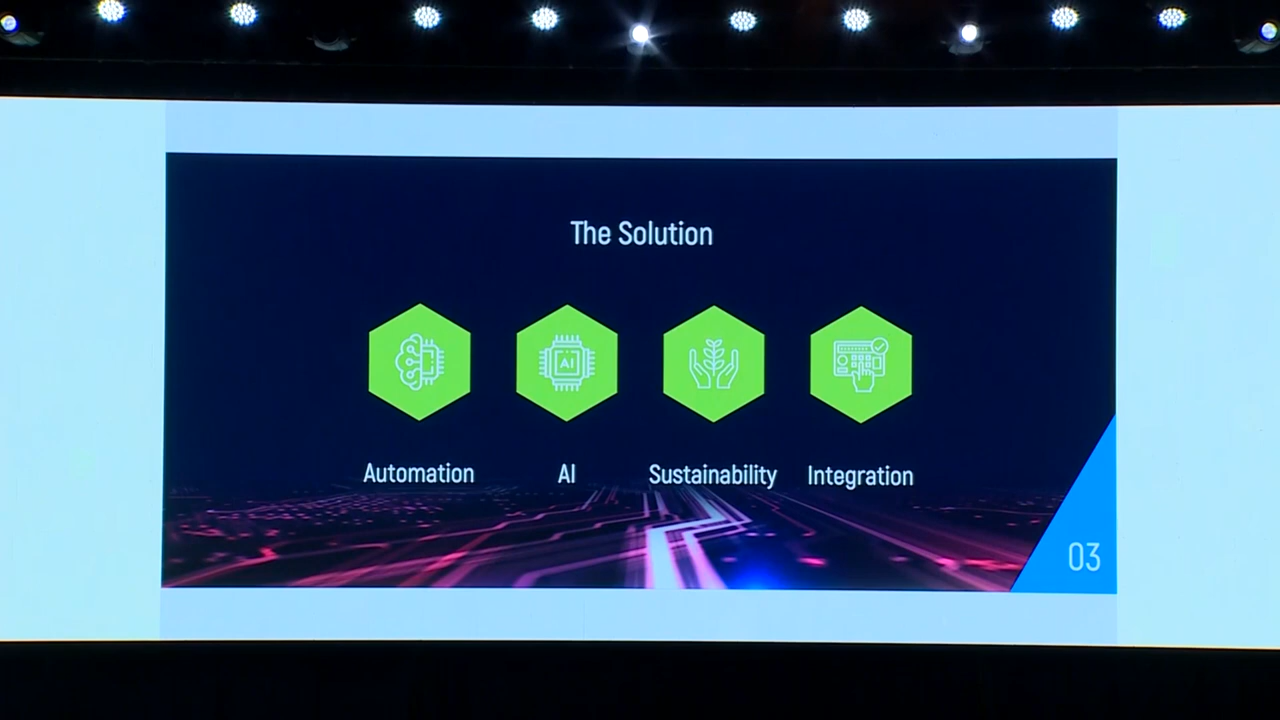 The Solution
AI
Automation
AI
Sustainability
Integration
03